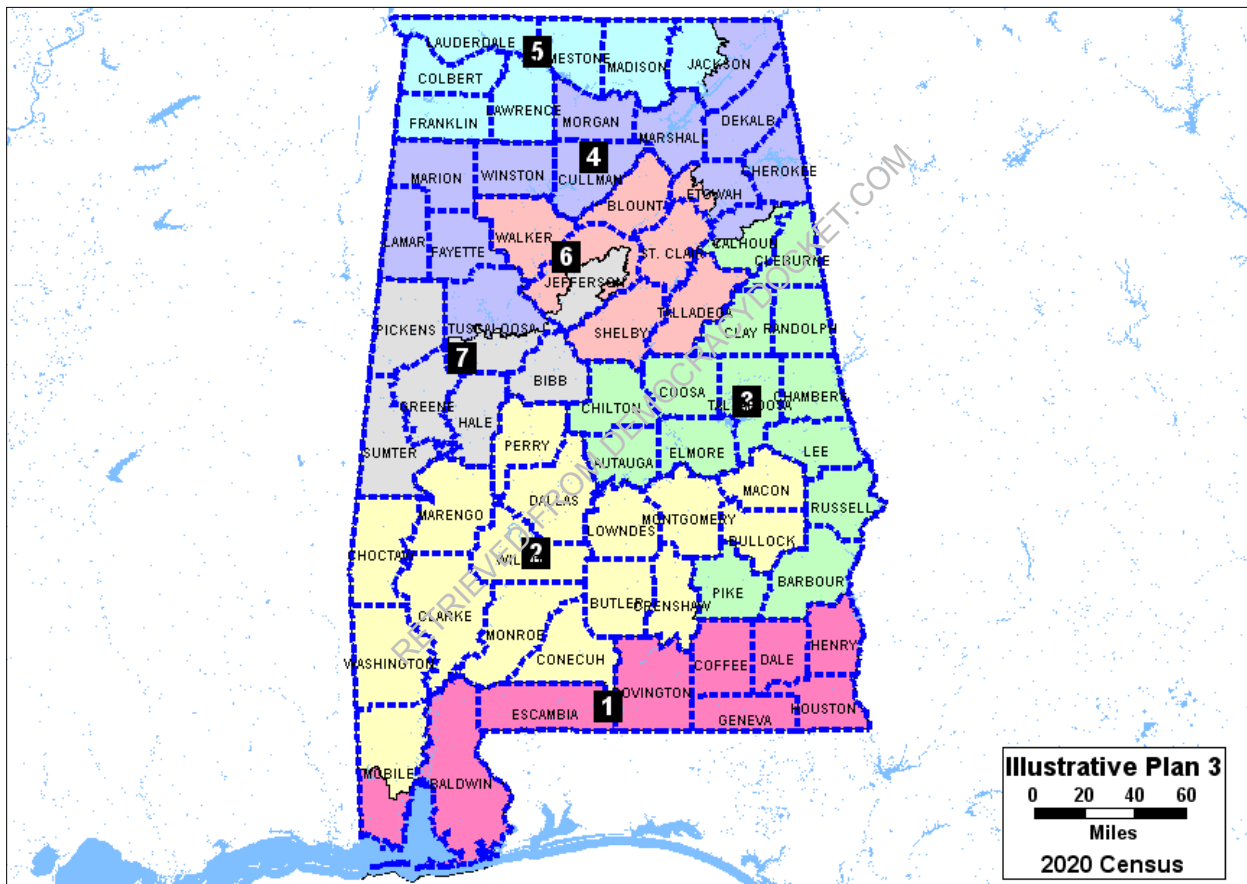 LAUDERDALE
5
MESTONE
MADISON
JACKSON
COLBERT
LAWRENCE
FRANKLIN
MORGAN
MARSHALL
DEKALB
4
MARION
WINSTON
CULLMAN
CHEROKEE
ETOWAH
BLOUNT
LAMAR
FAYETTE
WALKER
6
ST. CLAIR
CALHOUN
CLEBURNE
JEFFERSON
PICKENS
TUSCALOOSA
SHELBY
TALLADEGA
CLAY
RANDOLPH
7
BIBB
GREENE
HALE
CHILTON
COOSA
3
CHAMBERS
SUMTER
PERRY
AUTAUGA
ELMORE
LEE
MACON
DALLAS
RUSSELL
MARENGO
LOWNDES
MONTGOMERY
BULLOCK
CHOCTAW
2
WIL
BUTLER
CRENSHAW
PIKE
BARBOUR
CLARKE
MONROE
WASHINGTON
CONECUH
COFFEE
DALE
HENRY
COVINGTON
1
ESCAMBIA
GENEVA
HOUSTON
MOBILE
BALDWIN
RETRIEVED FROM DEMOCRACYDOCKET.COM
Illustrative Plan 3
0 20 40 60
Miles
2020 Census